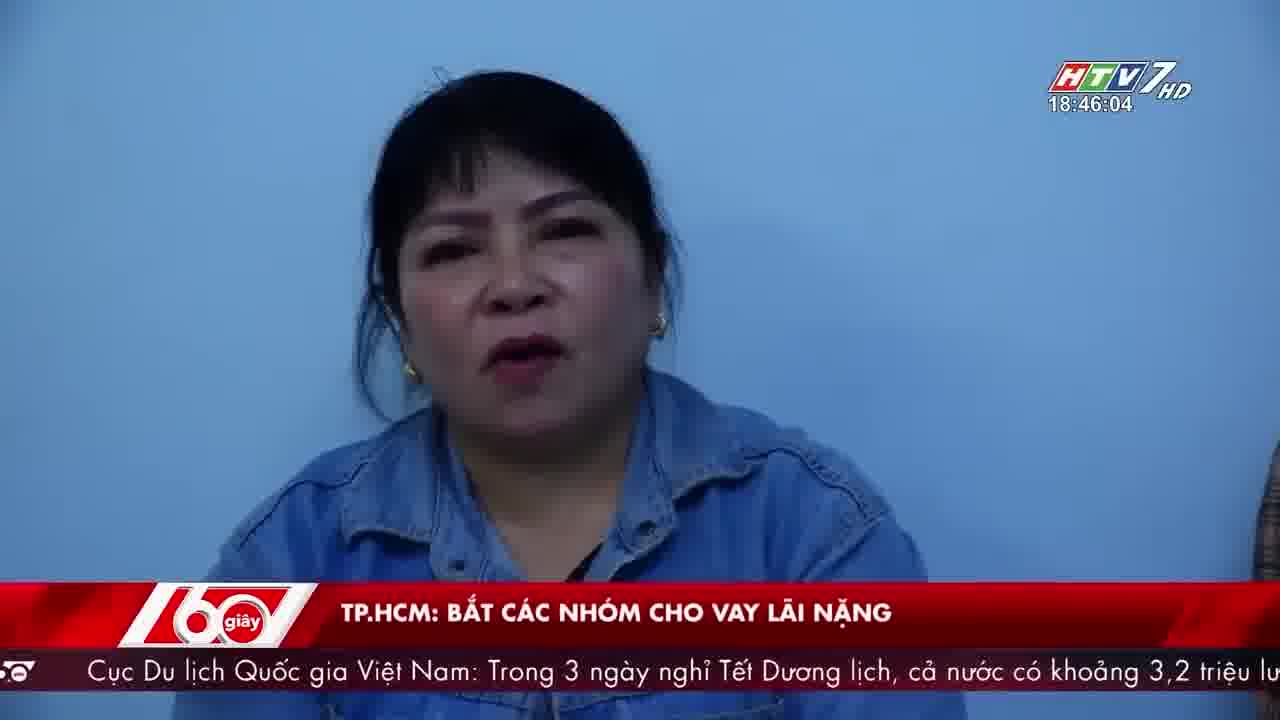 HTV7 HD
18:46:04
60 giây
TP.HCM: BẮT CÁC NHÓM CHO VAY LÃI NẶNG
Cục Du lịch Quốc gia Việt Nam: Trong 3 ngày nghỉ Tết Dương lịch, cả nước có khoảng 3,2 triệu